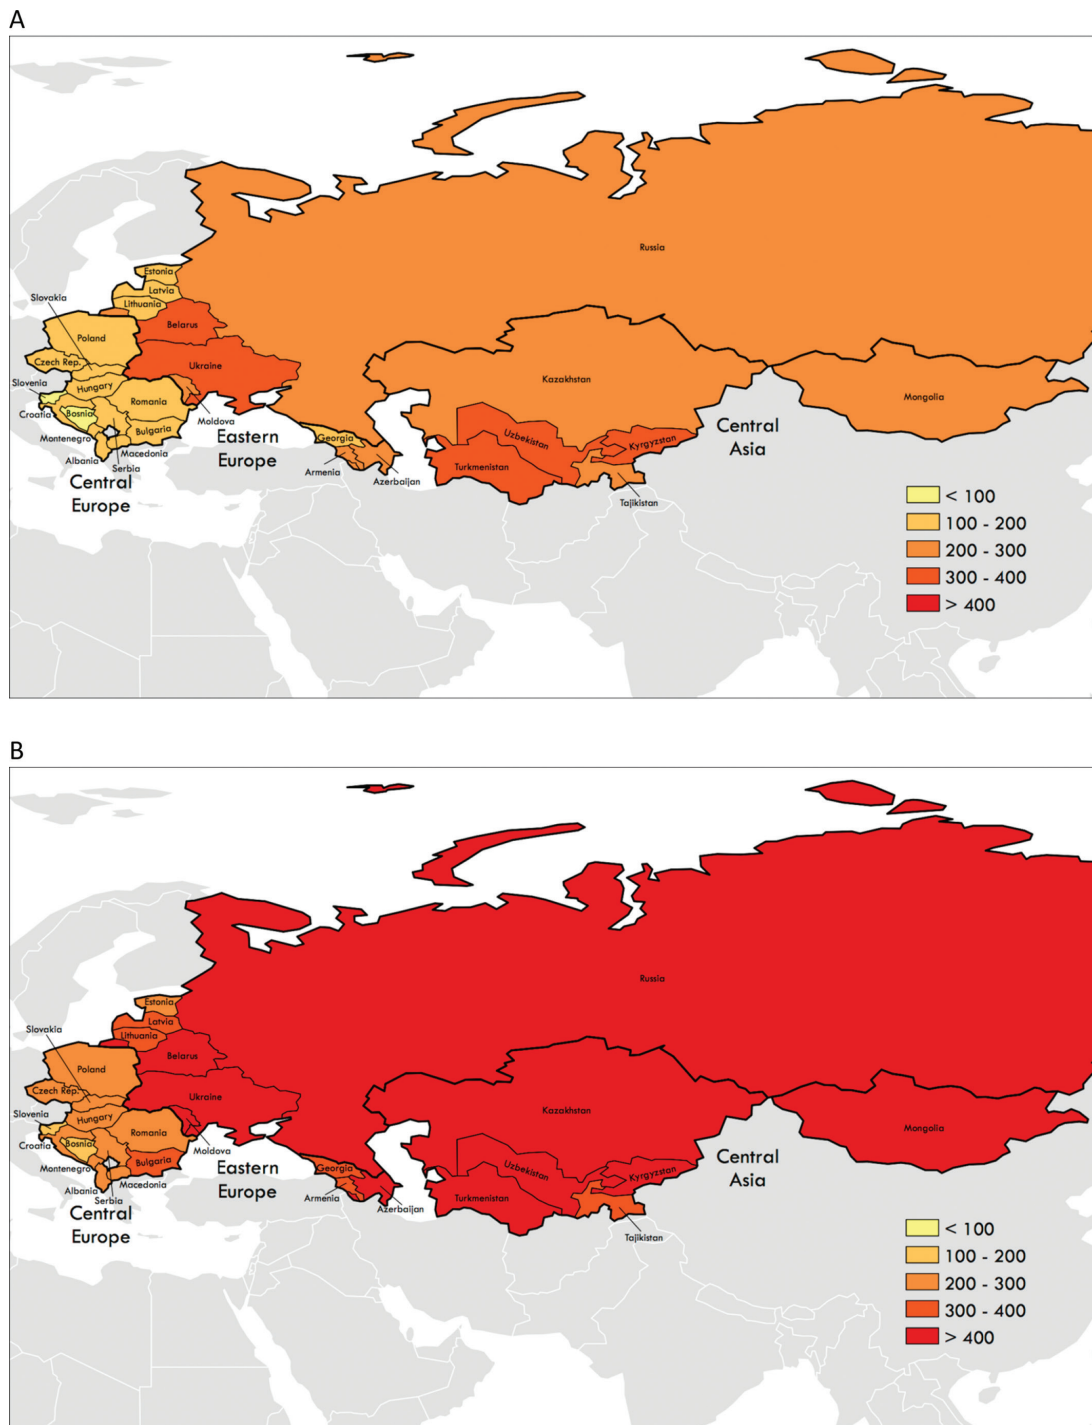 A
Russia
Estonia
Latvia
Lithuania
Slovakia
Belarus
Poland
Czech Rep.
Ukraine
Kazakhstan
Slovenia
Hungary
Mongolia
Romania
Croatia
Bosnia
Moldova
Bulgaria
Georgia
Uzbekistan
Kyrgyzstan
Montenegro
Eastern
Europe
Central
Asia
Macedonia
Albania
Serbia
Armenia
Turkmenistan
Azerbaijan
Central
Europe
Tajikistan
< 100
100 - 200
200 - 300
300 - 400
> 400
B
Russia
Estonia
Latvia
Lithuania
Slovakia
Belarus
Poland
Czech Rep.
Ukraine
Kazakhstan
Slovenia
Hungary
Mongolia
Romania
Croatia
Bosnia
Moldova
Bulgaria
Georgia
Uzbekistan
Kyrgyzstan
Montenegro
Eastern
Europe
Central
Asia
Macedonia
Albania
Serbia
Armenia
Turkmenistan
Azerbaijan
Central
Europe
Tajikistan
< 100
100 - 200
200 - 300
300 - 400
> 400